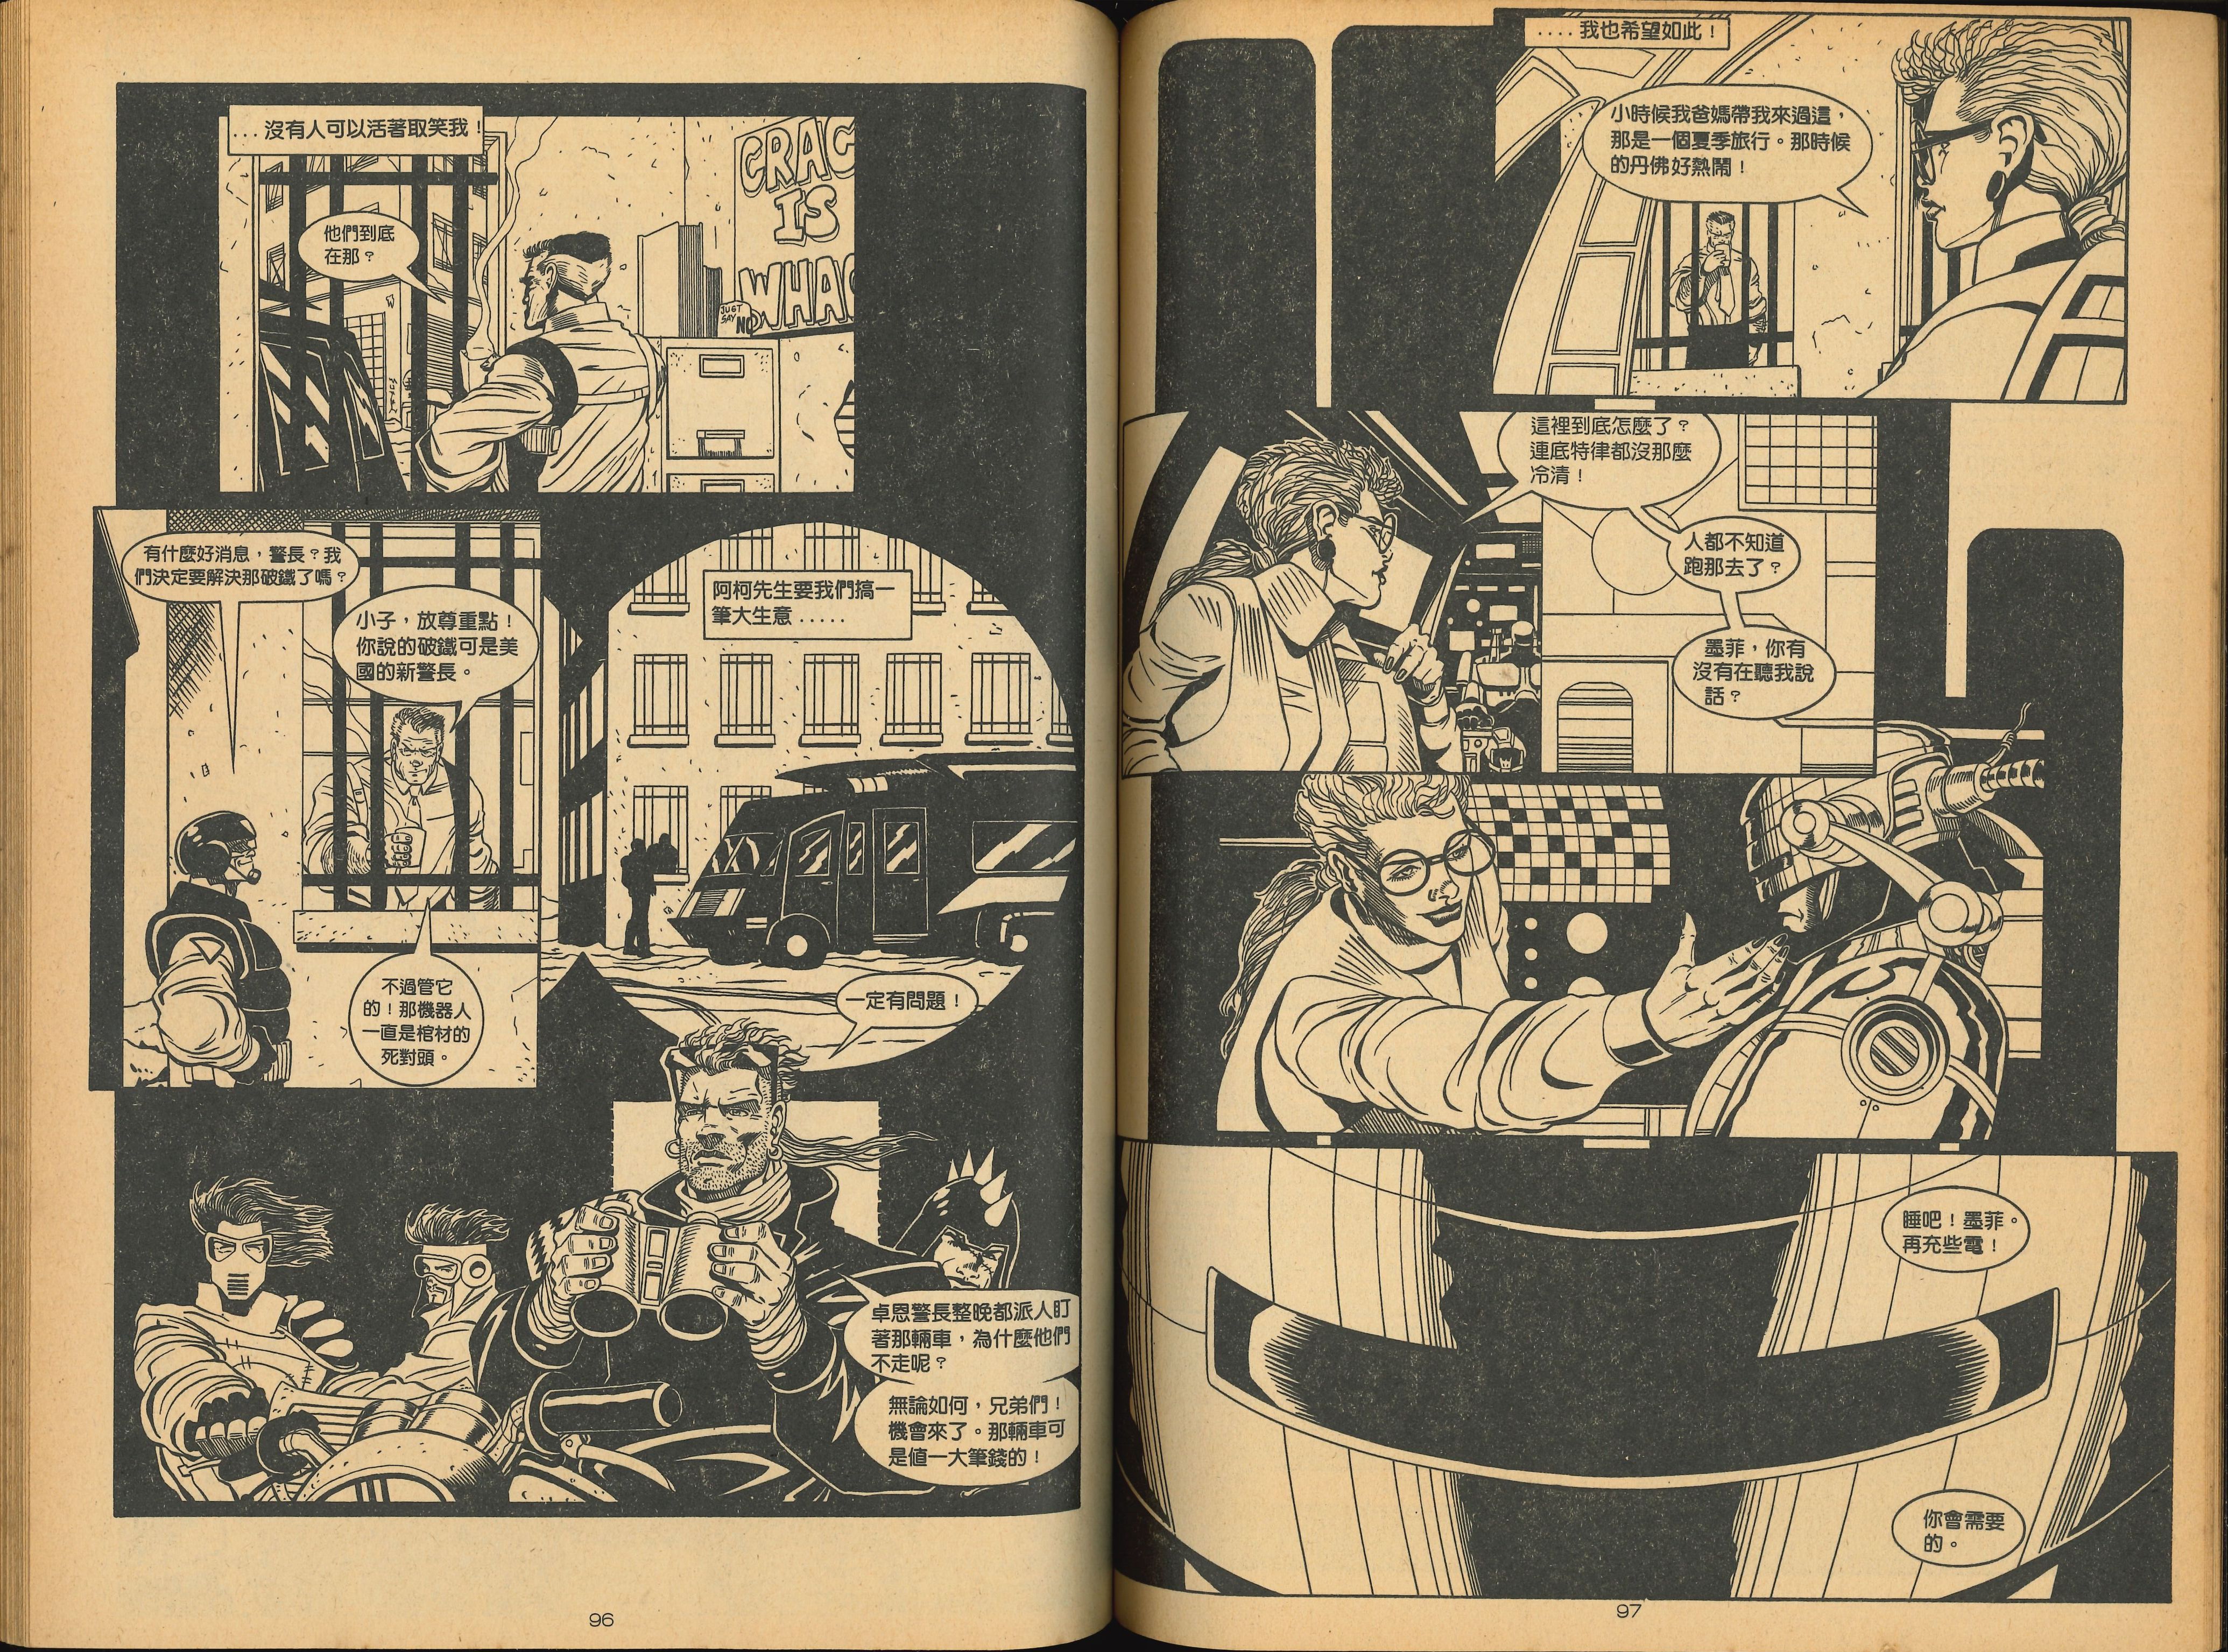 ...沒有人可以活著取笑我！
他們到底
在那？
CRAC
IS
WHAC
JUST
SAY
NO
有什麼好消息，警長？我
們決定要解決那破鐵了嗎？
小子，放尊重點！
你說的破鐵可是美
國的新警長。
不過管它
的！那機器人
一直是棺材的
死對頭。
阿柯先生要我們搞一
筆大生意.....
一定有問題！
卓恩警長整晚都派人盯
著那輛車，為什麼他們
不走呢？
無論如何，兄弟們！
機會來了。那輛車可
是值一大筆錢的！
96
....我也希望如此！
小時候我爸媽帶我來過這，
那是一個夏季旅行。那時候
的丹佛好熱鬧！
這裡到底怎麼了？
連底特律都沒那麼
冷清！
人都不知道
跑那去了？
墨菲，你有
沒有在聽我說
話？
睡吧！墨菲。
再充些電！
你會需要
的。
97